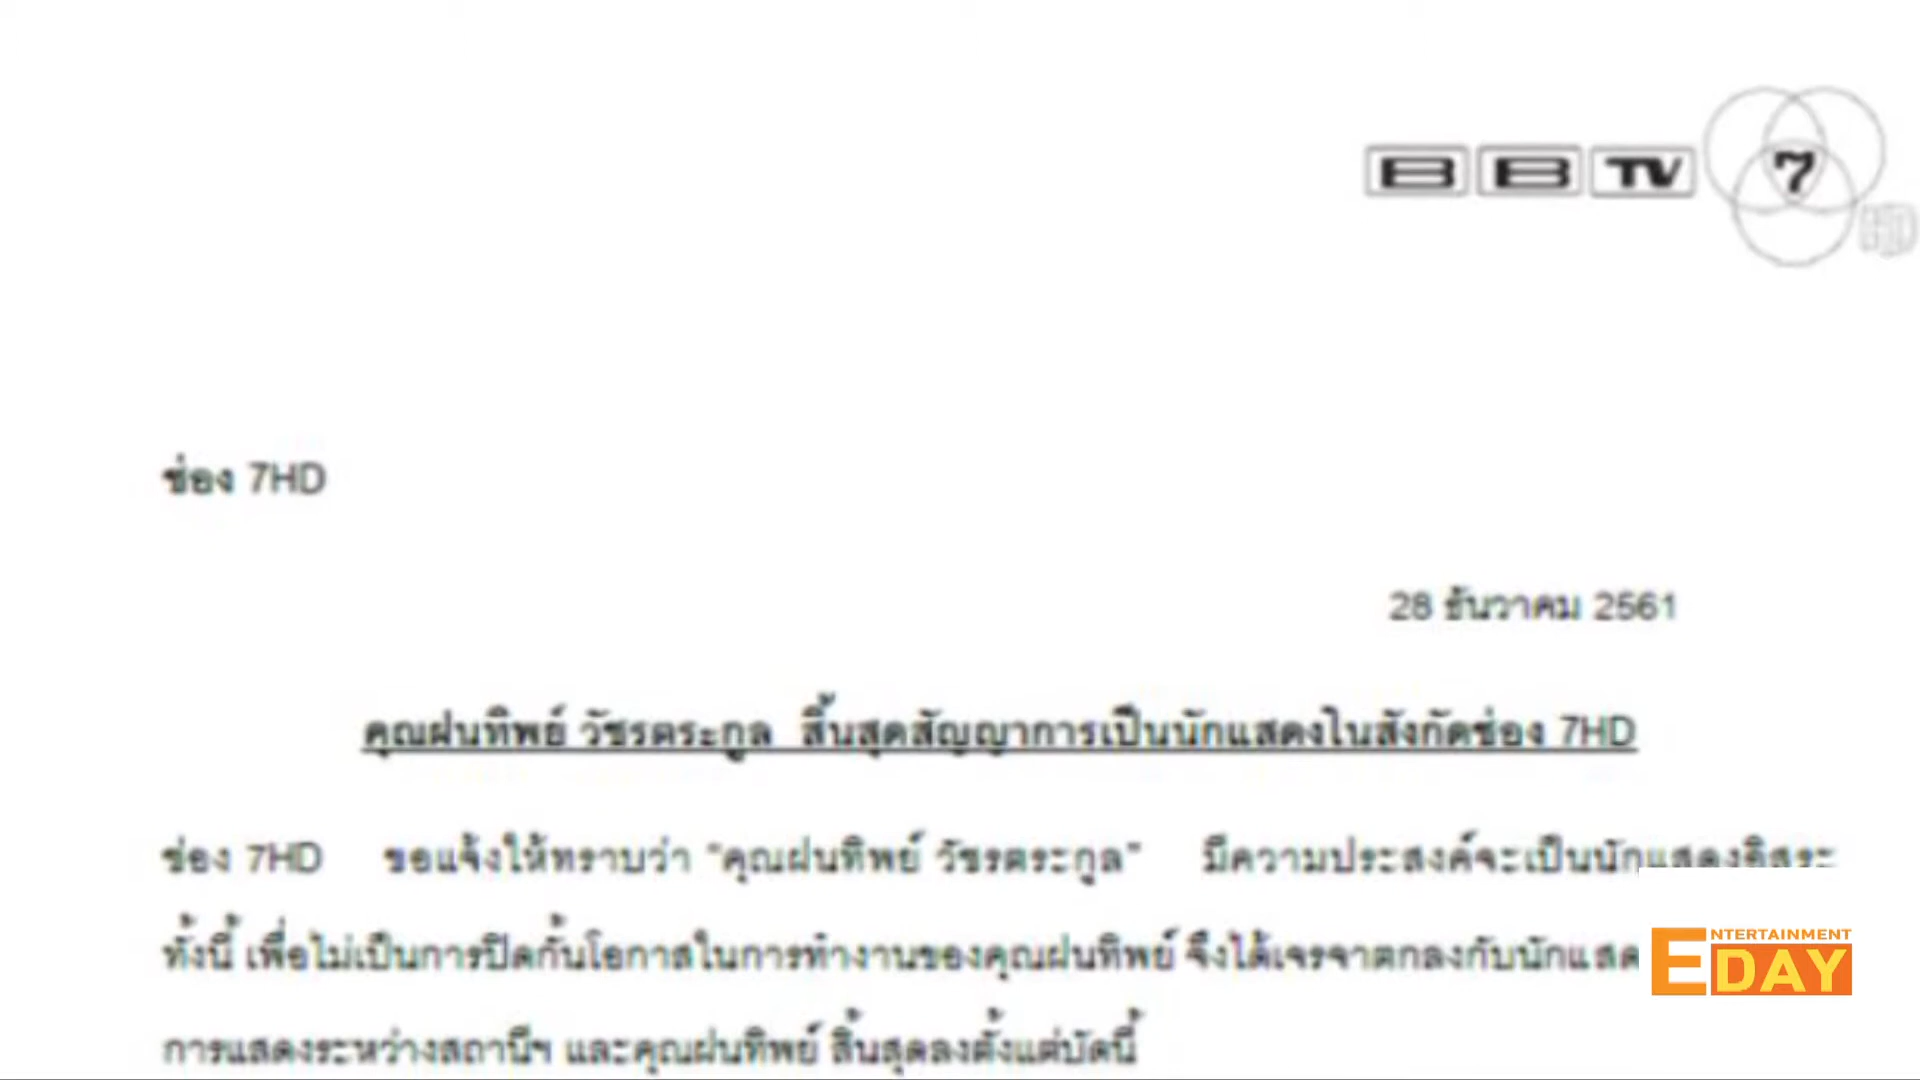 BBTV 7 HD
ช่อง 7HD
28 ธันวาคม 2561
คุณฝนทิพย์ วัชรตระกูล สิ้นสุดสัญญาการเป็นนักแสดงในสังกัดช่อง 7HD
ช่อง 7HD ขอแจ้งให้ทราบว่า "คุณฝนทิพย์ วัชรตระกูล" มีความประสงค์จะเป็นนักแสดงอิสระ
ทั้งนี้ เพื่อไม่เป็นการปิดกั้นโอกาสในการทำงานของคุณฝนทิพย์ จึงได้เจรจาตกลงกับนักแสด
การแสดงระหว่างสถานีฯ และคุณฝนทิพย์ สิ้นสุดลงตั้งแต่บัดนี้
ENTERTAINMENT
DAY